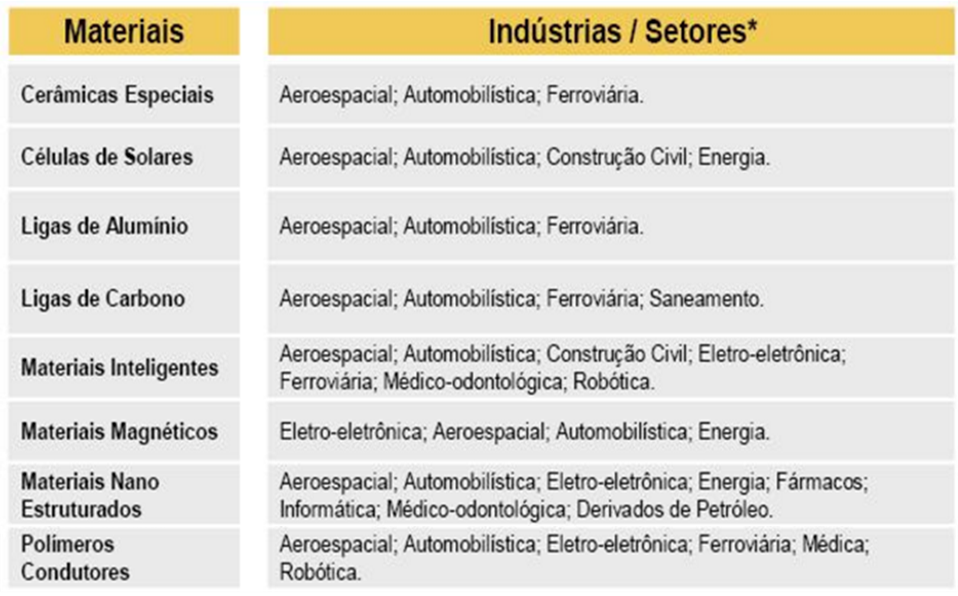 Materiais
Indústrias / Setores*
Cerâmicas Especiais
Aeroespacial; Automobilística; Ferroviária.
Células de Solares
Aeroespacial; Automobilística; Construção Civil; Energia.
Ligas de Alumínio
Aeroespacial; Automobilística; Ferroviária.
Ligas de Carbono
Aeroespacial; Automobilística; Ferroviária; Saneamento.
Materiais Inteligentes
Aeroespacial; Automobilística; Construção Civil; Eletro-eletrônica;
Ferroviária; Médico-odontológica; Robótica.
Materiais Magnéticos
Eletro-eletrônica; Aeroespacial; Automobilística; Energia.
Materiais Nano
Estruturados
Aeroespacial; Automobilística; Eletro-eletrônica; Energia; Fármacos;
Informática; Médico-odontológica; Derivados de Petróleo.
Polímeros
Condutores
Aeroespacial; Automobilística; Eletro-eletrônica; Ferroviária; Médica;
Robótica.